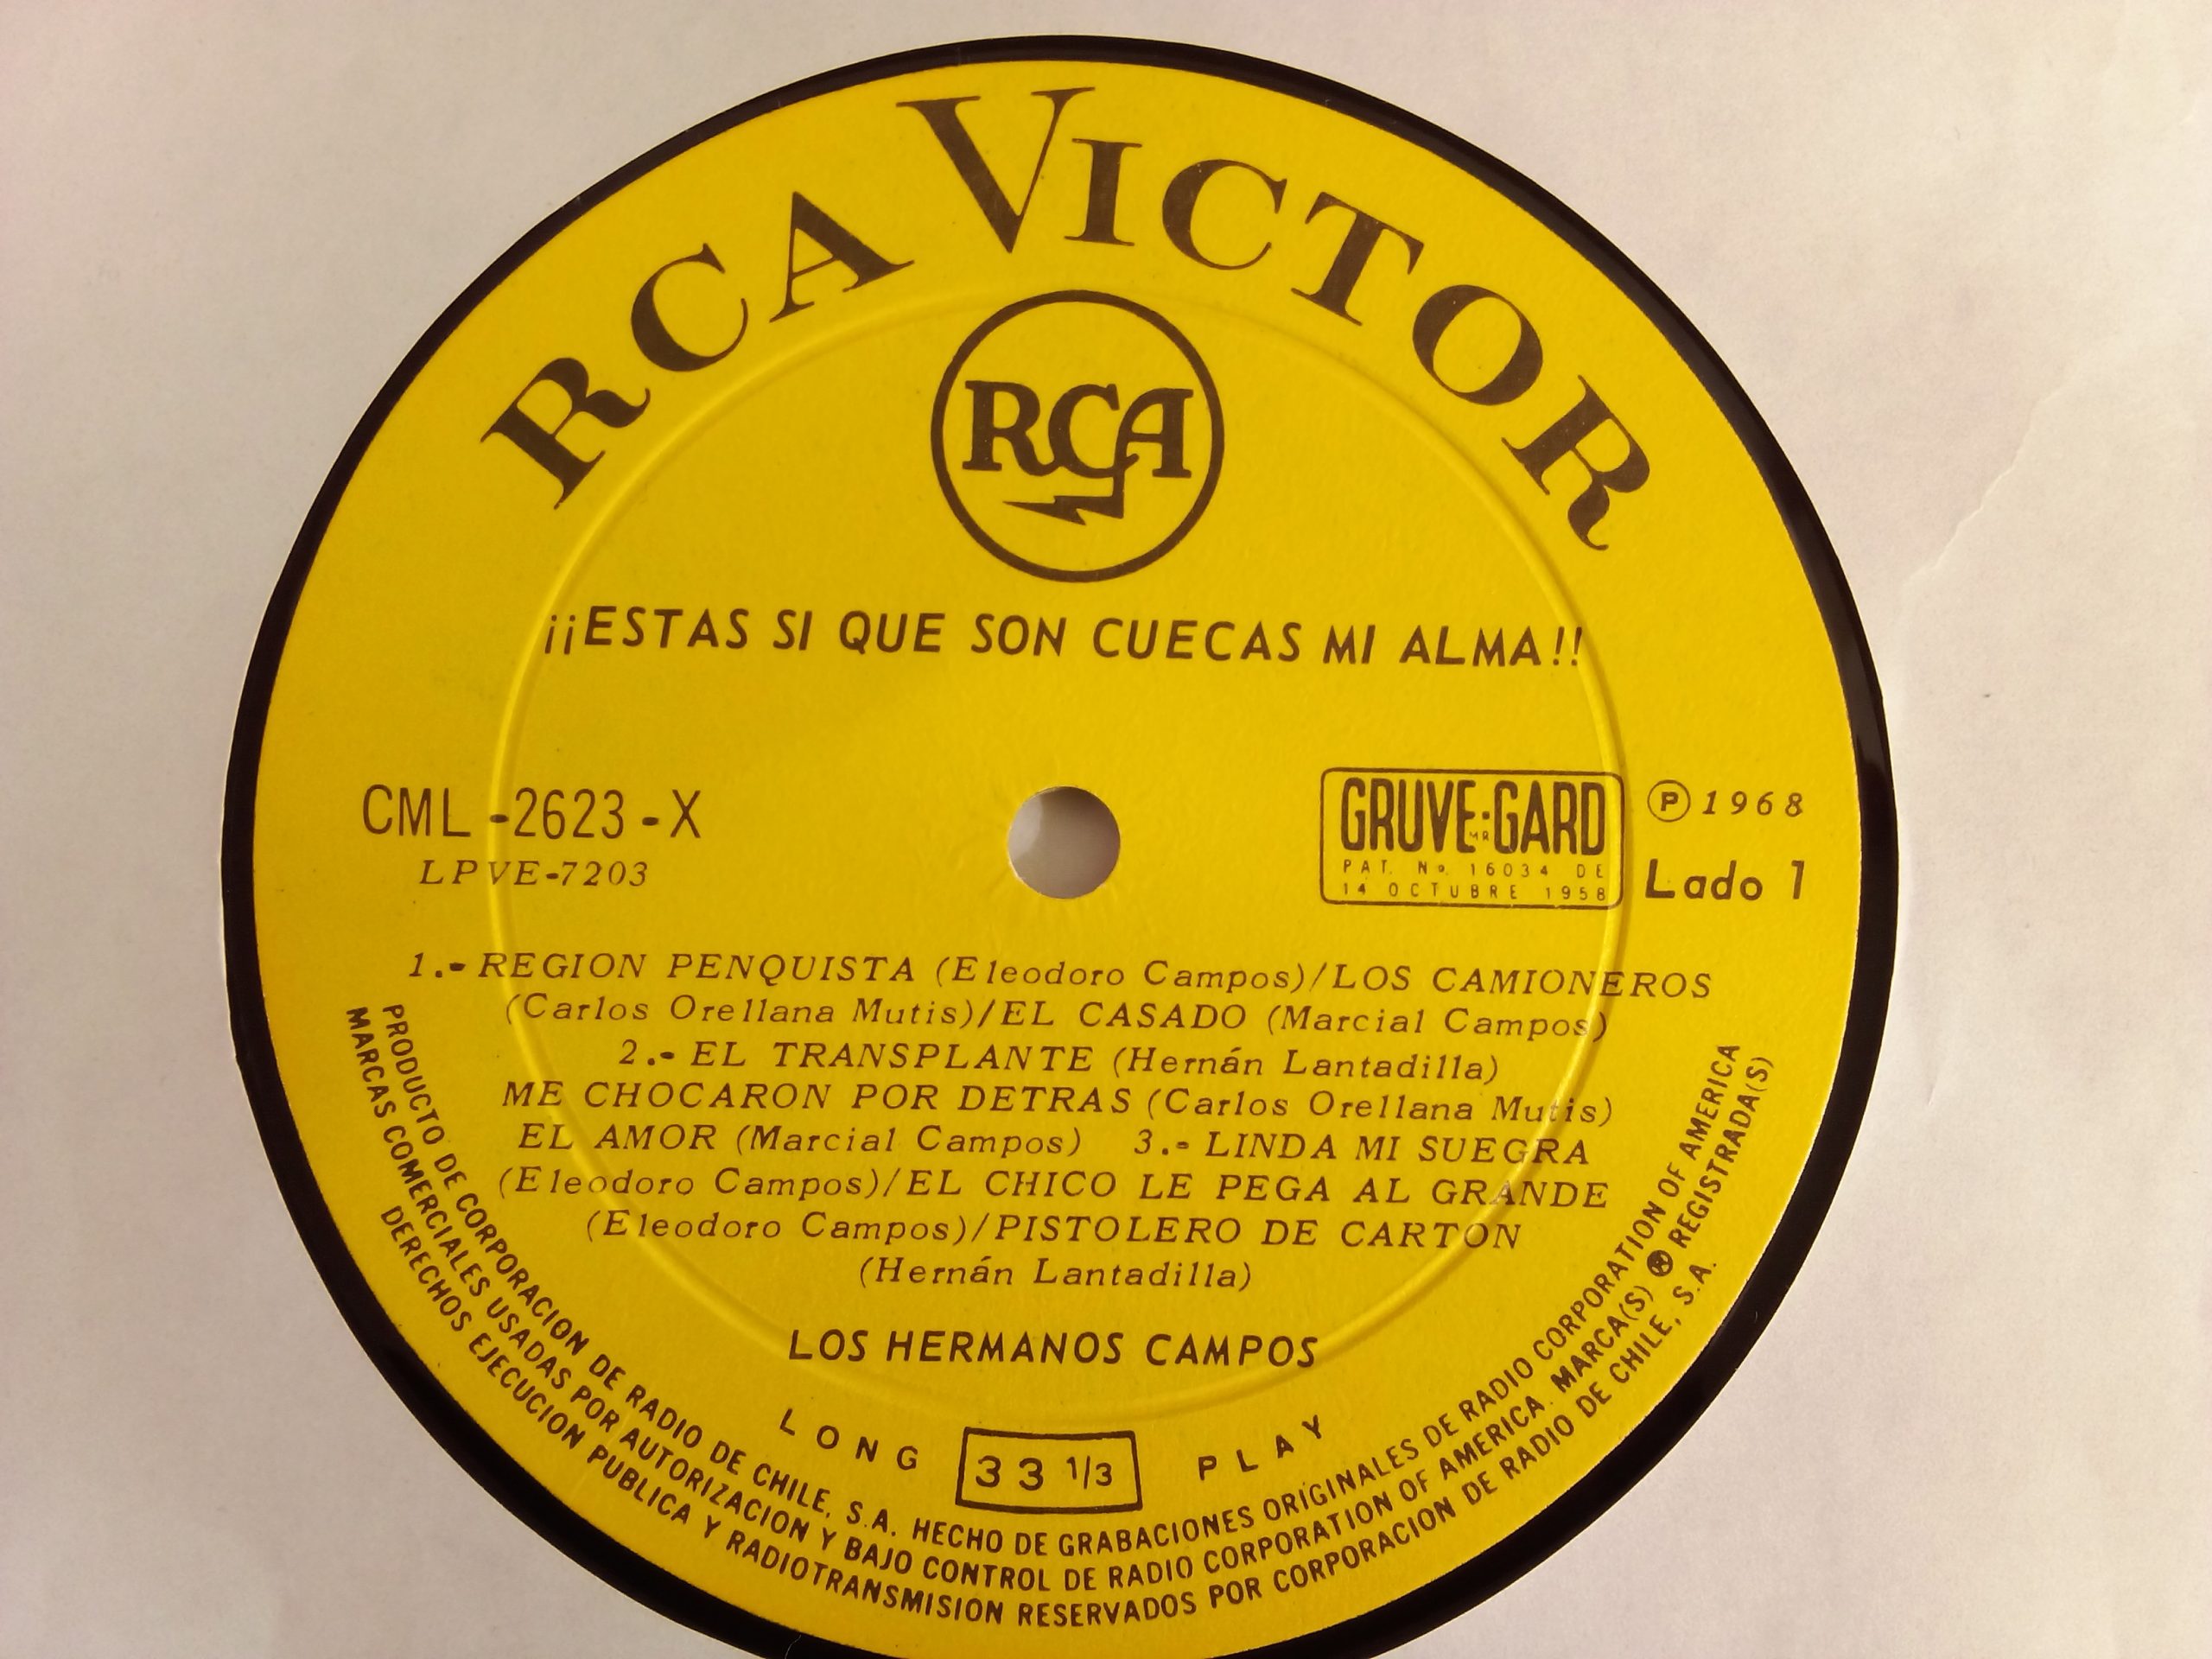 RCA VICTOR
RCA
¡¡ESTAS SI QUE SON CUECAS MI ALMA!!
CML -2623 -X
LPVE-7203
GRUVE-GARD
MR
PAT. No. 16034 DE
14 OCTUBRE 1958
Ⓟ 1968
Lado 1
1.- REGION PENQUISTA (Eleodoro Campos)/LOS CAMIONEROS
(Carlos Orellana Mutis)/EL CASADO (Marcial Campos)
2.- EL TRANSPLANTE (Hernán Lantadilla)
ME CHOCARON POR DETRAS (Carlos Orellana Mutis)
EL AMOR (Marcial Campos) 3.- LINDA MI SUEGRA
(Eleodoro Campos)/EL CHICO LE PEGA AL GRANDE
(Eleodoro Campos)/PISTOLERO DE CARTON
(Hernán Lantadilla)
LOS HERMANOS CAMPOS
LONG 33 1/3 PLAY
PRODUCTO DE CORPORACION DE RADIO DE CHILE, S.A. HECHO DE GRABACIONES ORIGINALES DE RADIO CORPORATION OF AMERICA
MARCAS COMERCIALES USADAS POR AUTORIZACION Y BAJO CONTROL DE RADIO CORPORATION OF AMERICA. MARCA(S) ® REGISTRADA(S)
DERECHOS EJECUCION PUBLICA Y RADIOTRANSMISION RESERVADOS POR CORPORACION DE RADIO DE CHILE, S.A.